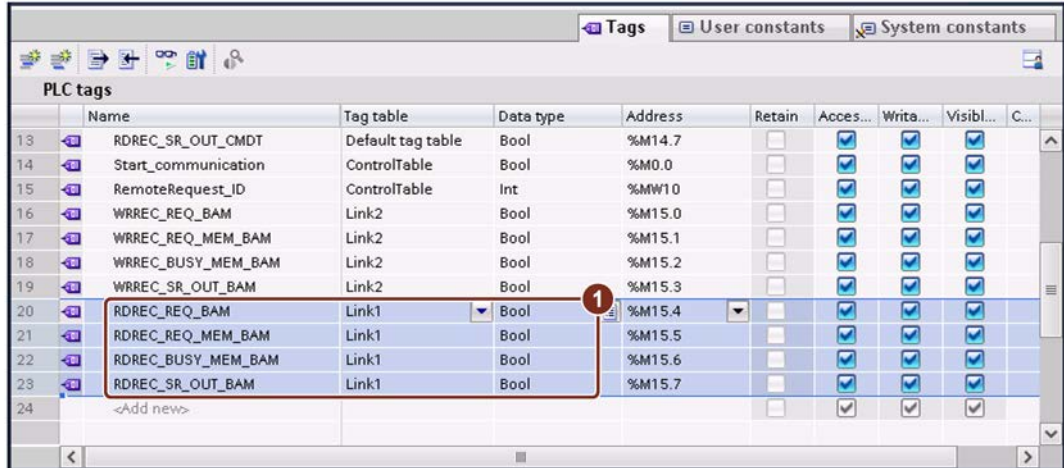 Tags User constants System constants
PLC tags
Name Tag table Data type Address Retain Acces... Writa... Visibl... C...
13 RDREC_SR_OUT_CMDT Default tag table Bool %M14.7
14 Start_communication ControlTable Bool %M0.0
15 RemoteRequest_ID ControlTable Int %MW10
16 WRREC_REQ_BAM Link2 Bool %M15.0
17 WRREC_REQ_MEM_BAM Link2 Bool %M15.1
18 WRREC_BUSY_MEM_BAM Link2 Bool %M15.2
19 WRREC_SR_OUT_BAM Link2 Bool %M15.3
1
20 RDREC_REQ_BAM Link1 Bool %M15.4
21 RDREC_REQ_MEM_BAM Link1 Bool %M15.5
22 RDREC_BUSY_MEM_BAM Link1 Bool %M15.6
23 RDREC_SR_OUT_BAM Link1 Bool %M15.7
24 <Add new>